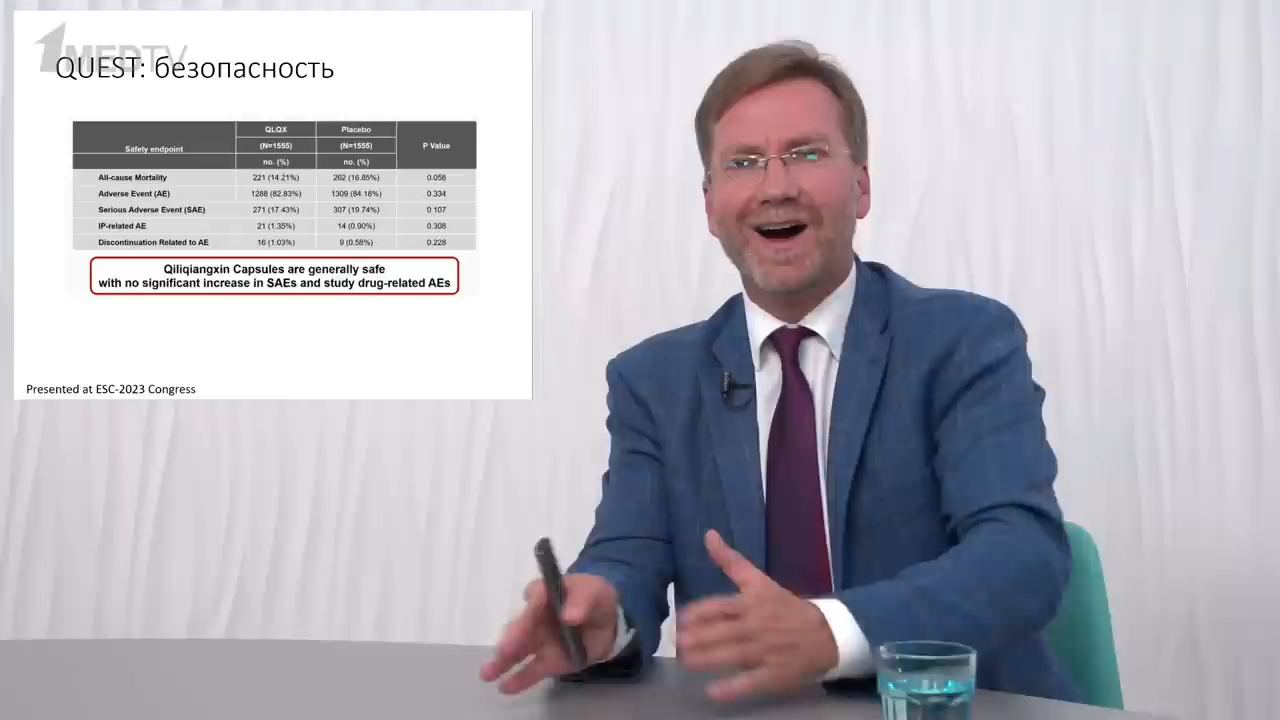 1MEDTV
QUEST: безопасность
Safety endpoint
QLQX
(N=1555)
no. (%)
Placebo
(N=1555)
no. (%)
P Value
All-cause Mortality 221 (14.21%) 262 (16.85%) 0.058
Adverse Event (AE) 1288 (82.83%) 1309 (84.18%) 0.334
Serious Adverse Event (SAE) 271 (17.43%) 307 (19.74%) 0.107
IP-related AE 21 (1.35%) 14 (0.90%) 0.308
Discontinuation Related to AE 16 (1.03%) 9 (0.58%) 0.228
Qiliqiangxin Capsules are generally safe
with no significant increase in SAEs and study drug-related AEs
Presented at ESC-2023 Congress